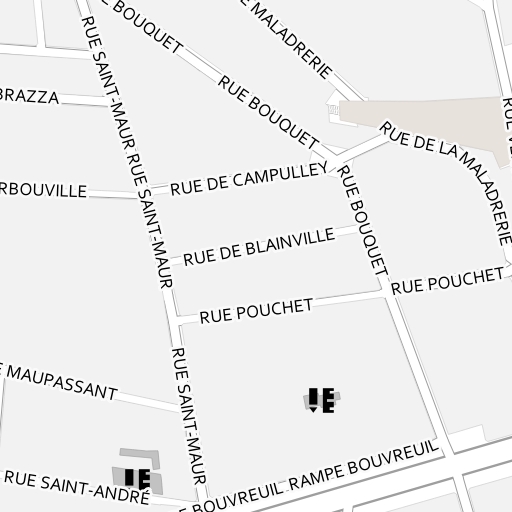 BOUQUET
MALADRERIE
RUE SAINT-MAUR
BRAZZA
RUE BOUQUET
RUE DE LA MALADRERIE
RUE SAINT-MAUR
RUE DE CAMPULLEY
RBOUVILLE
RUE BOUQUET
RUE DE BLAINVILLE
RUE POUCHET
RUE POUCHET
RUE SAINT-MAUR
MAUPASSANT
RUE SAINT-ANDRÉ
BOUVREUIL
RAMPE BOUVREUIL